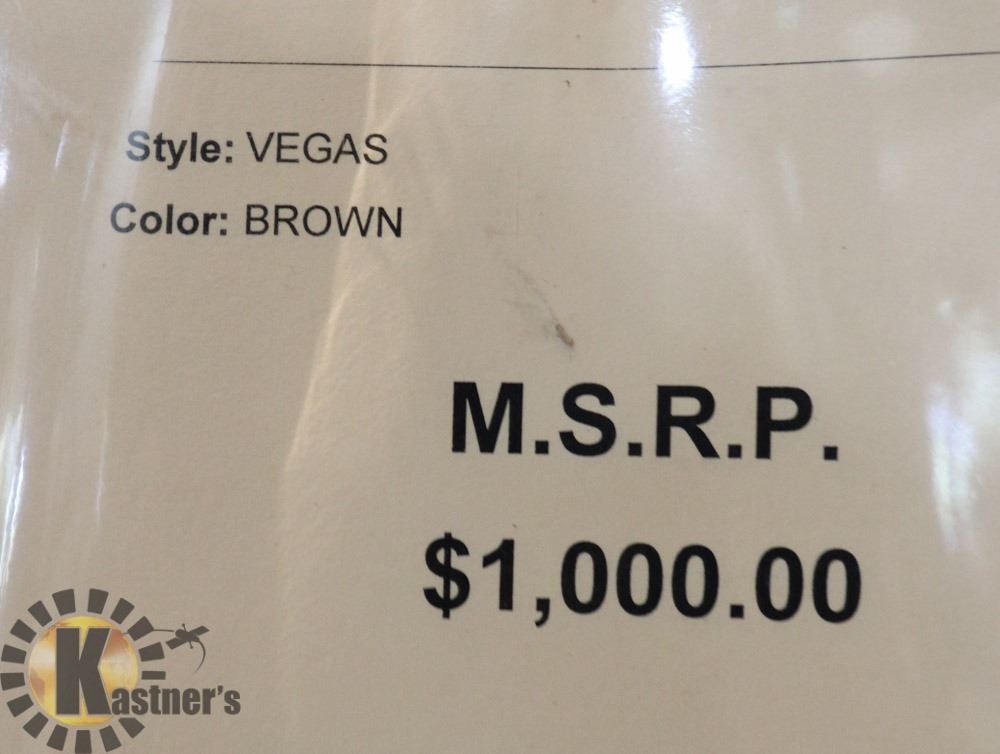 Style: VEGAS
Color: BROWN
M.S.R.P.
$1,000.00
Kastner's